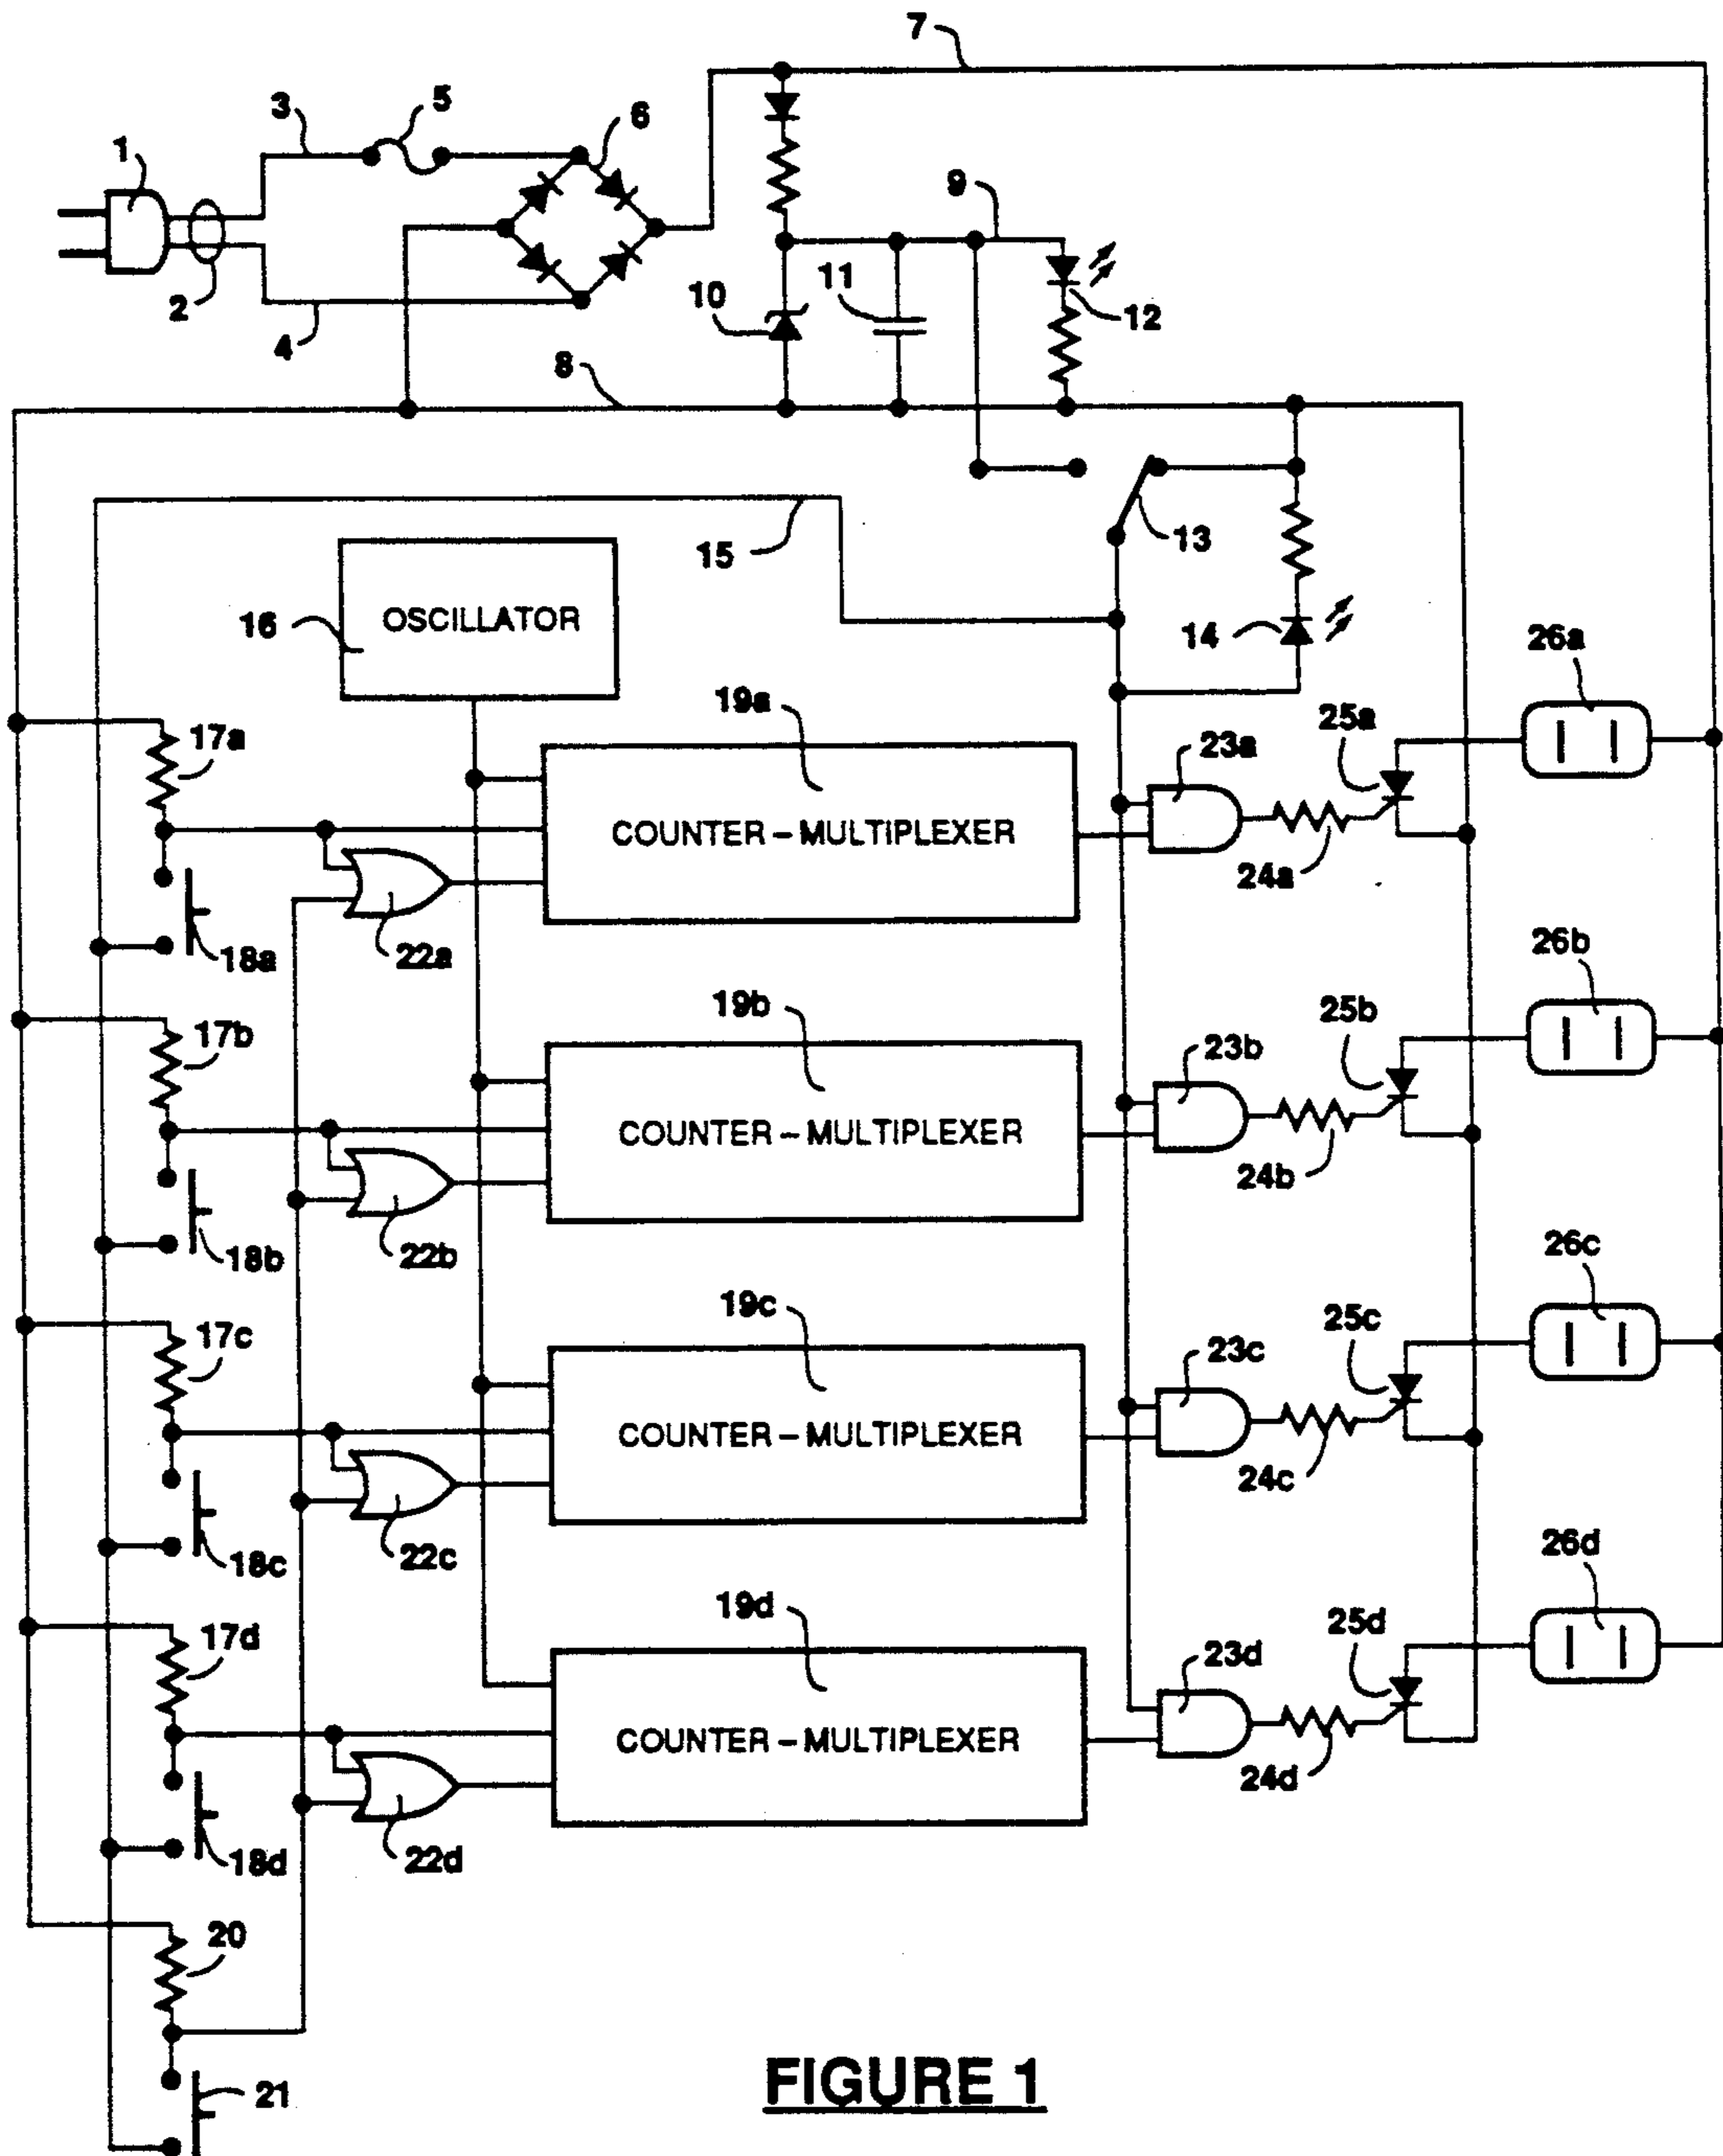 7
3
5
6
1
9
2
10
11
12
4
8
13
15
16
OSCILLATOR
14
26a
17a
19a
25a
23a
COUNTER – MULTIPLEXER
24a
18a
22a
26b
17b
19b
25b
23b
COUNTER – MULTIPLEXER
24b
18b
22b
26c
17c
19c
25c
23c
COUNTER – MULTIPLEXER
24c
18c
22c
26d
17d
19d
25d
23d
COUNTER – MULTIPLEXER
24d
18d
22d
20
21
FIGURE 1